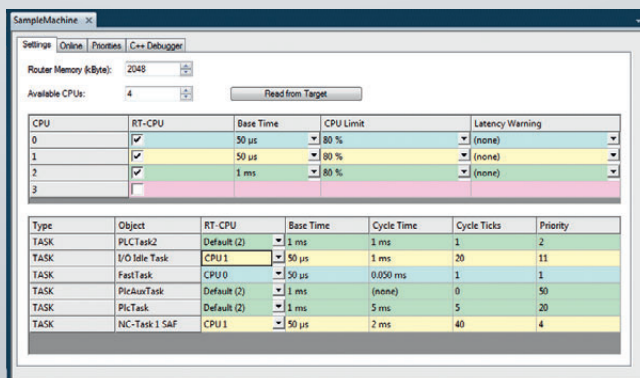 SampleMachine ×
Settings Online Priorities C++ Debugger
Router Memory (kByte): 2048
Available CPUs: 4 Read from Target
CPU RT-CPU Base Time CPU Limit Latency Warning
0 50 µs 80 % (none)
1 50 µs 80 % (none)
2 1 ms 80 % (none)
3
Type Object RT-CPU Base Time Cycle Time Cycle Ticks Priority
TASK PLCTask2 Default (2) 1 ms 1 ms 1 2
TASK I/O Idle Task CPU 1 50 µs 1 ms 20 11
TASK FastTask CPU 0 50 µs 0.050 ms 1 1
TASK PlcAuxTask Default (2) 1 ms (none) 0 50
TASK PlcTask Default (2) 1 ms 5 ms 5 20
TASK NC-Task 1 SAF CPU 1 50 µs 2 ms 40 4